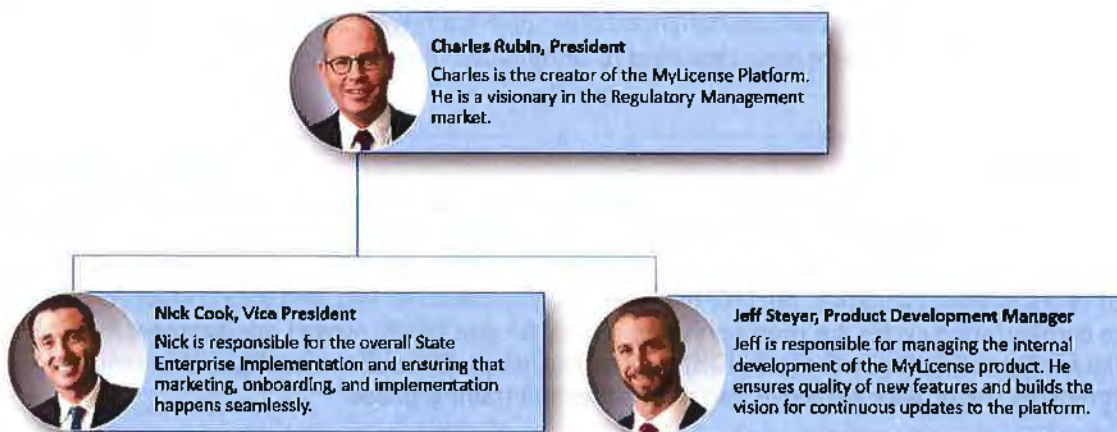 Charles Rubin, President
Charles is the creator of the MyLicense Platform.
He is a visionary in the Regulatory Management
market.
Nick Cook, Vice President
Nick is responsible for the overall State
Enterprise Implementation and ensuring that
marketing, onboarding, and implementation
happens seamlessly.
Jeff Steyer, Product Development Manager
Jeff is responsible for managing the internal
development of the MyLicense product. He
ensures quality of new features and builds the
vision for continuous updates to the platform.